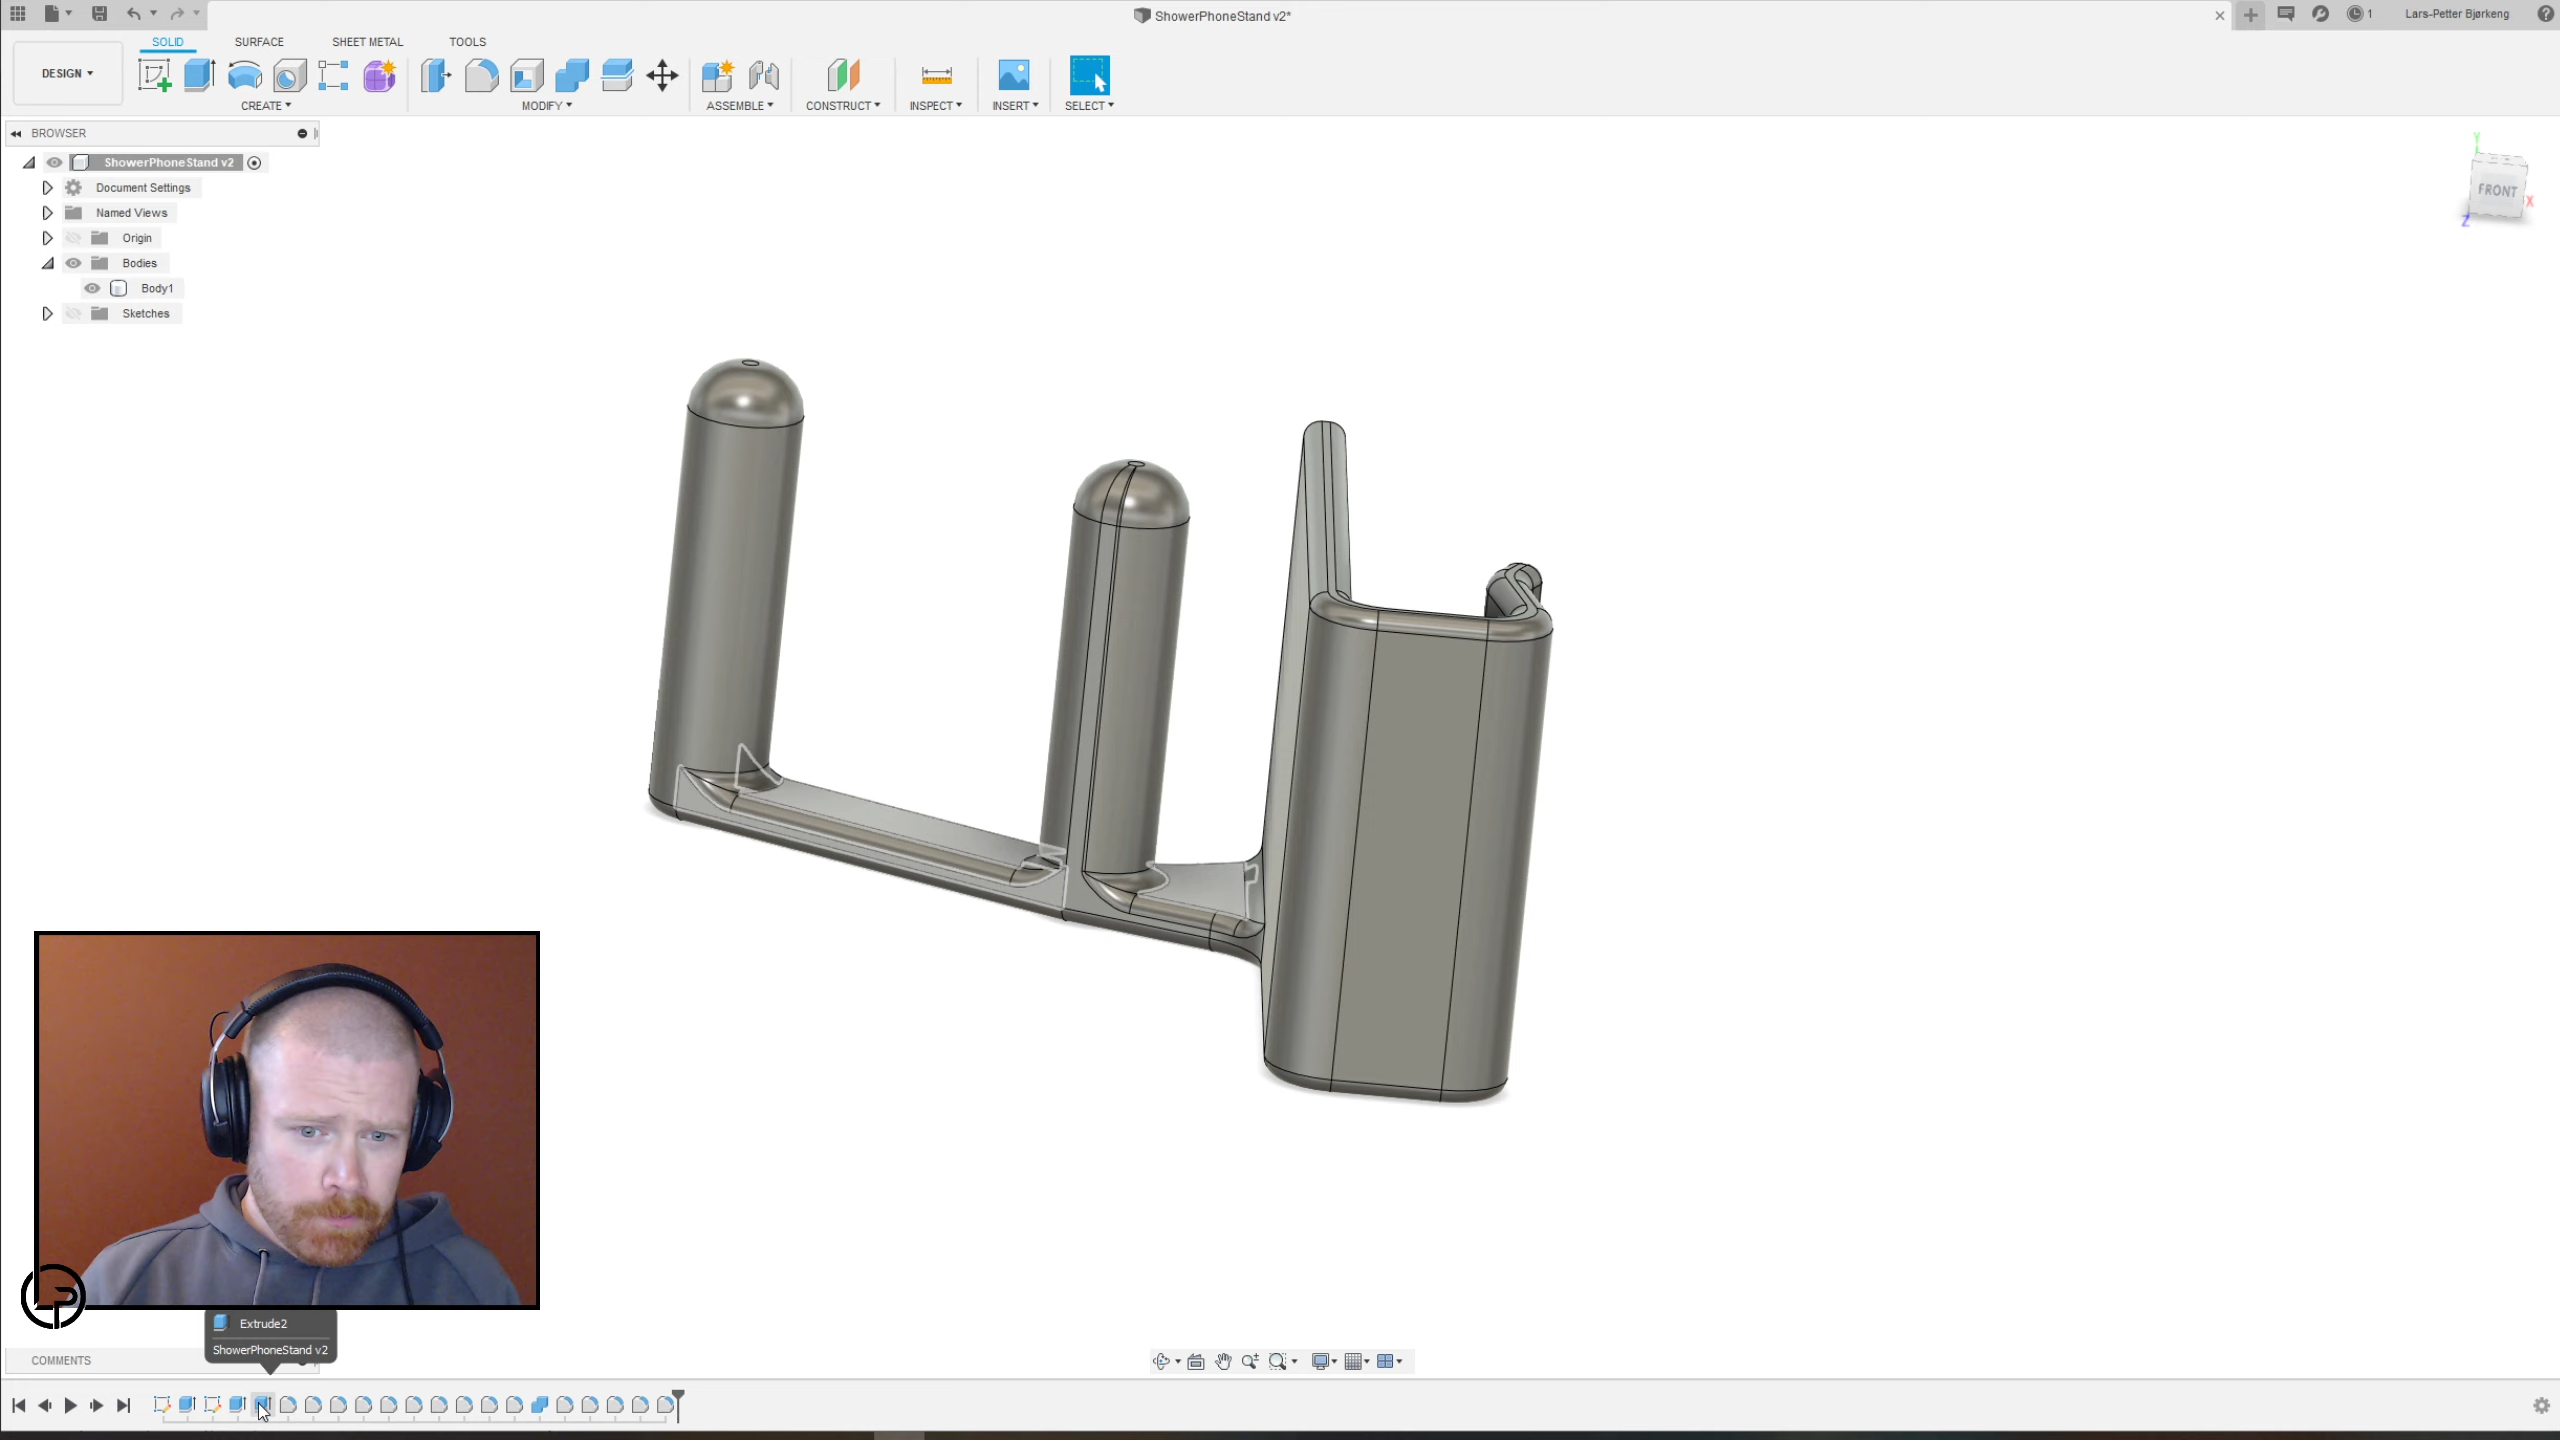 ShowerPhoneStand v2*
1
Lars-Petter Bjørkeng
SOLID
SURFACE
SHEET METAL
TOOLS
DESIGN
CREATE
MODIFY
ASSEMBLE
CONSTRUCT
INSPECT
INSERT
SELECT
BROWSER
ShowerPhoneStand v2
Document Settings
Named Views
Origin
Bodies
Body1
Sketches
Y
FRONT
X
Z
Extrude2
ShowerPhoneStand v2
COMMENTS